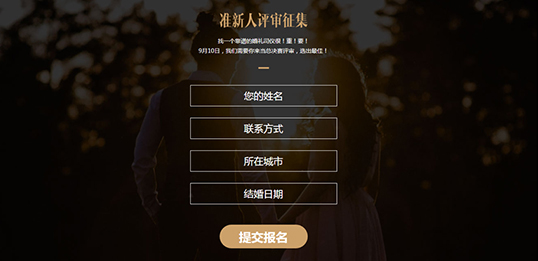 准新人评审征集
找一个靠谱的婚礼司仪很！重！要！
9月10日，我们需要你来当总决赛评审，选出最佳！
您的姓名
联系方式
所在城市
结婚日期
提交报名